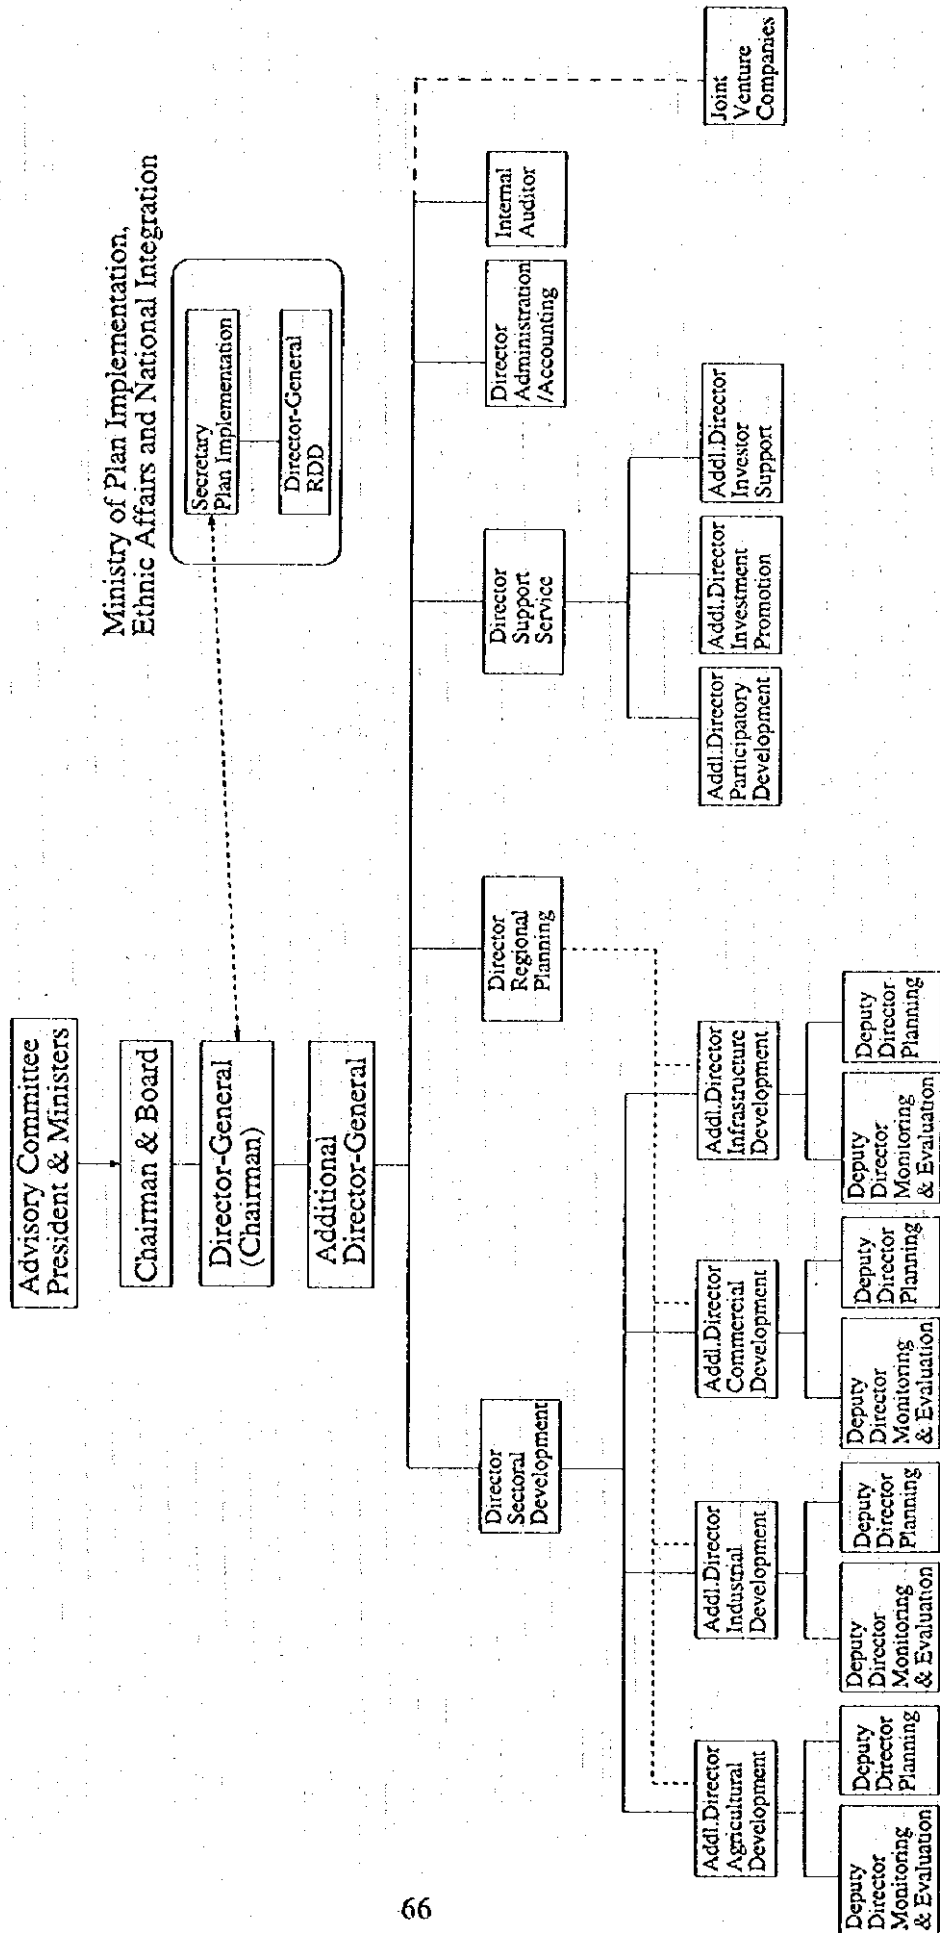 Advisory Committee
President & Ministers
Chairman & Board
Director-General
(Chairman)
Additional
Director-General
Ministry of Plan Implementation,
Ethnic Affairs and National Integration
Secretary
Plan Implementation
Director-General
RDD
Director
Sectoral
Development
Director
Regional
Planning
Director
Support
Service
Director
Administration
/Accounting
Internal
Auditor
Joint
Venture
Companies
Addl.Director
Agricultural
Development
Addl.Director
Industrial
Development
Addl.Director
Commercial
Development
Addl.Director
Infrastructure
Development
Addl.Director
Participatory
Development
Addl.Director
Investment
Promotion
Addl.Director
Investor
Support
Deputy
Director
Monitoring
& Evaluation
Deputy
Director
Planning
Deputy
Director
Monitoring
& Evaluation
Deputy
Director
Planning
Deputy
Director
Monitoring
& Evaluation
Deputy
Director
Planning
Deputy
Director
Monitoring
& Evaluation
Deputy
Director
Planning
66